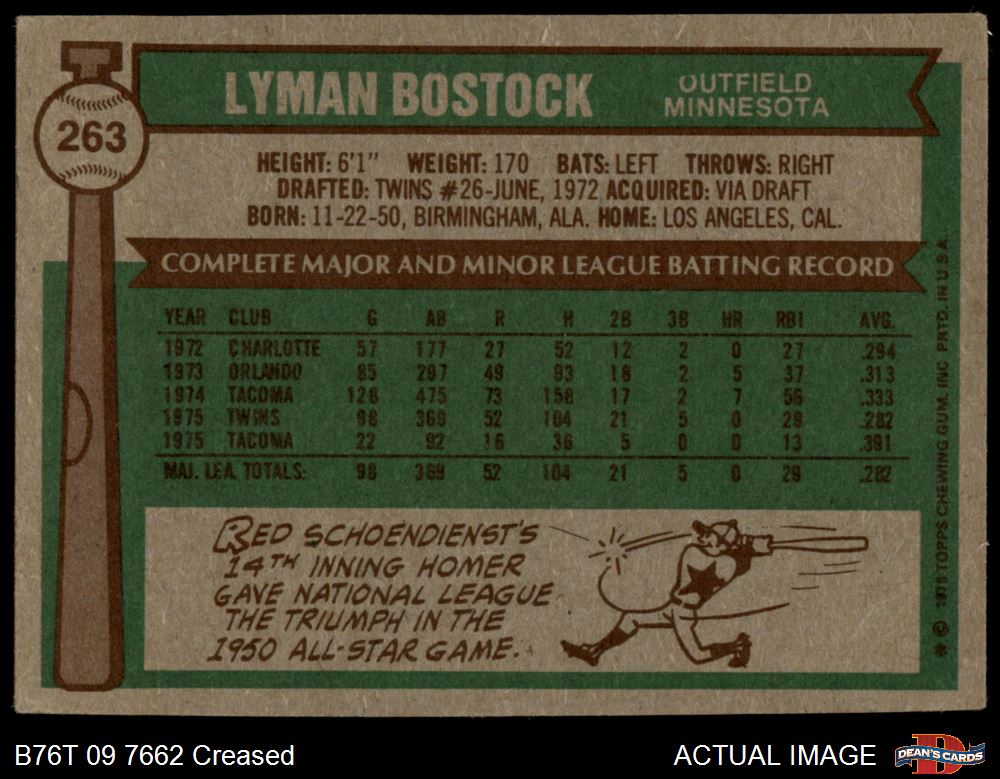 263
LYMAN BOSTOCK
OUTFIELD
MINNESOTA
HEIGHT: 6'1" WEIGHT: 170 BATS: LEFT THROWS: RIGHT
DRAFTED: TWINS #26-JUNE, 1972 ACQUIRED: VIA DRAFT
BORN: 11-22-50, BIRMINGHAM, ALA. HOME: LOS ANGELES, CAL.
COMPLETE MAJOR AND MINOR LEAGUE BATTING RECORD
YEAR CLUB G AB R H 2B 3B HR RBI AVG.
1972 CHARLOTTE 57 177 27 52 12 2 0 27 .294
1973 ORLANDO 85 297 49 93 18 2 5 37 .313
1974 TACOMA 126 475 73 158 17 2 7 56 .333
1975 TWINS 98 369 52 104 21 5 0 29 .282
1975 TACOMA 22 92 16 36 5 0 0 13 .391
MAJ. LEA. TOTALS: 98 369 52 104 21 5 0 29 .282
RED SCHOENDIENST'S
14TH INNING HOMER
GAVE NATIONAL LEAGUE
THE TRIUMPH IN THE
1950 ALL-STAR GAME.
* © 1976 TOPPS CHEWING GUM, INC PRTD. IN U.S.A.
B76T 09 7662 Creased
ACTUAL IMAGE
DEAN'S CARDS